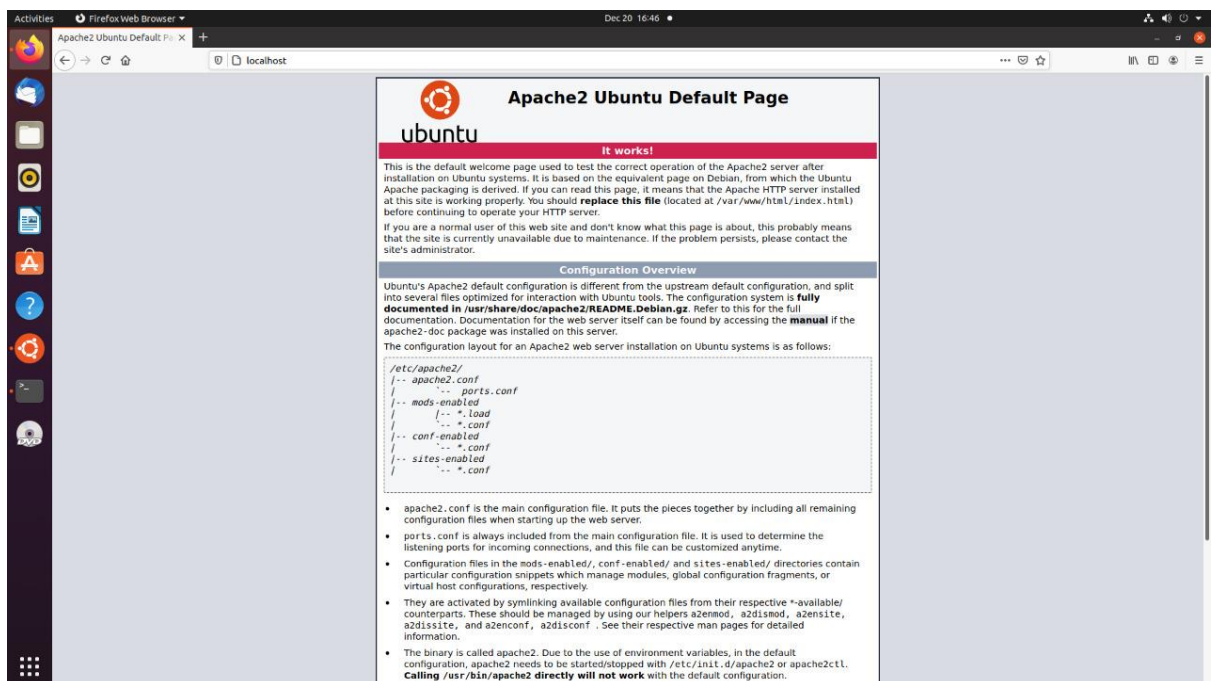 Activities Firefox Web Browser Dec 20 16:46
Apache2 Ubuntu Default Pa
localhost
ubuntu
Apache2 Ubuntu Default Page
It works!
This is the default welcome page used to test the correct operation of the Apache2 server after
installation on Ubuntu systems. It is based on the equivalent page on Debian, from which the Ubuntu
Apache packaging is derived. If you can read this page, it means that the Apache HTTP server installed
at this site is working properly. You should replace this file (located at /var/www/html/index.html)
before continuing to operate your HTTP server.
If you are a normal user of this web site and don't know what this page is about, this probably means
that the site is currently unavailable due to maintenance. If the problem persists, please contact the
site's administrator.
Configuration Overview
Ubuntu's Apache2 default configuration is different from the upstream default configuration, and split
into several files optimized for interaction with Ubuntu tools. The configuration system is fully
documented in /usr/share/doc/apache2/README.Debian.gz. Refer to this for the full
documentation. Documentation for the web server itself can be found by accessing the manual if the
apache2-doc package was installed on this server.
The configuration layout for an Apache2 web server installation on Ubuntu systems is as follows:
/etc/apache2/
|-- apache2.conf
|       `--  ports.conf
|-- mods-enabled
|       |-- *.load
|       `-- *.conf
|-- conf-enabled
|       `-- *.conf
|-- sites-enabled
|       `-- *.conf
• apache2.conf is the main configuration file. It puts the pieces together by including all remaining
configuration files when starting up the web server.
• ports.conf is always included from the main configuration file. It is used to determine the
listening ports for incoming connections, and this file can be customized anytime.
• Configuration files in the mods-enabled/, conf-enabled/ and sites-enabled/ directories contain
particular configuration snippets which manage modules, global configuration fragments, or
virtual host configurations, respectively.
• They are activated by symlinking available configuration files from their respective *-available/
counterparts. These should be managed by using our helpers a2enmod, a2dismod, a2ensite,
a2dissite, and a2enconf, a2disconf . See their respective man pages for detailed
information.
• The binary is called apache2. Due to the use of environment variables, in the default
configuration, apache2 needs to be started/stopped with /etc/init.d/apache2 or apache2ctl.
Calling /usr/bin/apache2 directly will not work with the default configuration.
DVD